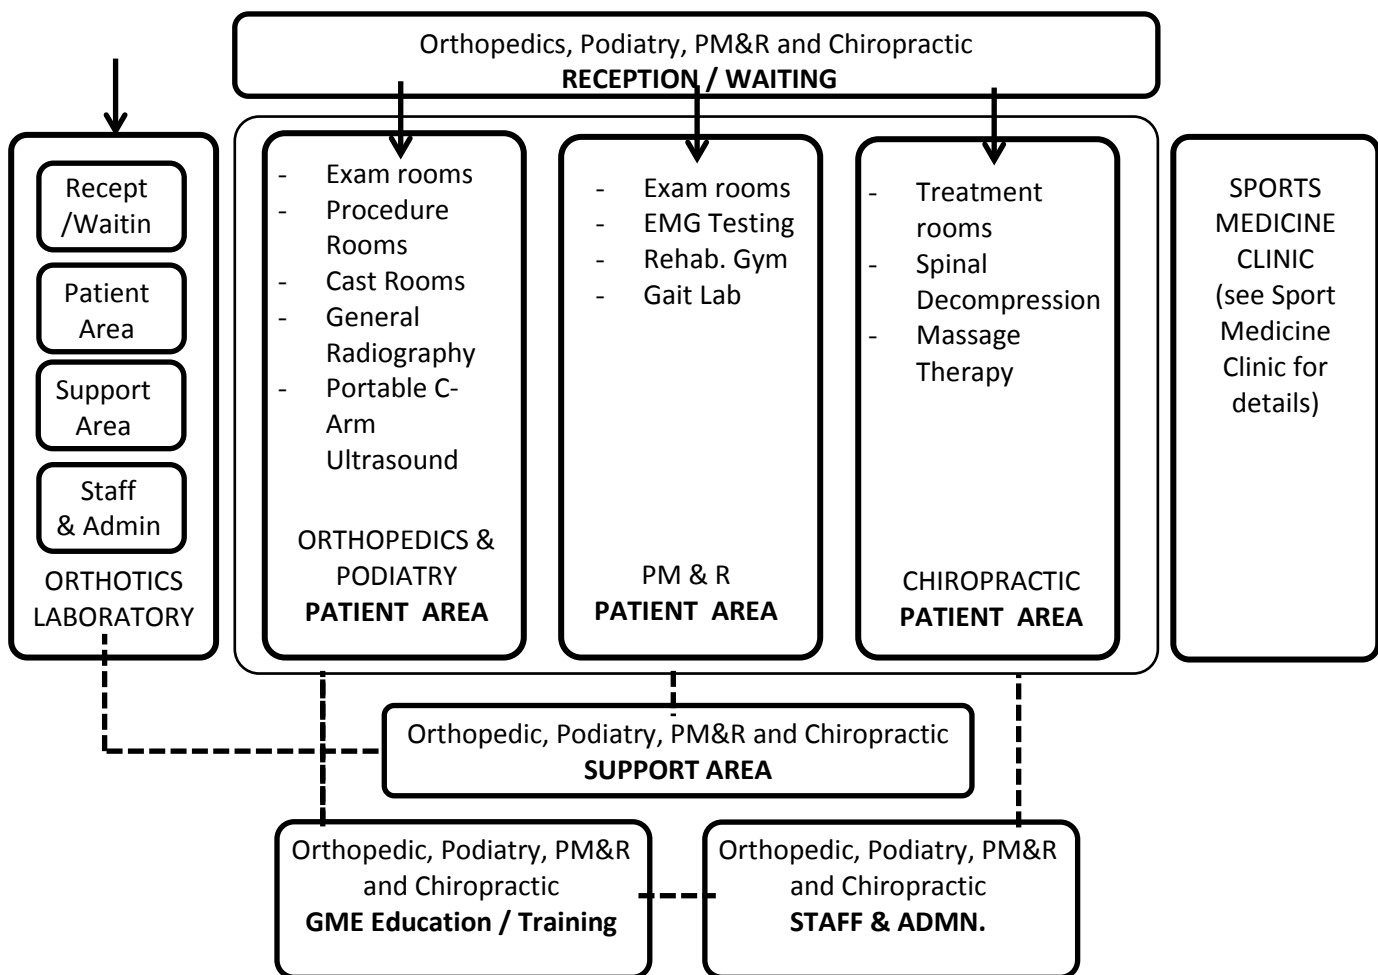 Orthopedics, Podiatry, PM&R and Chiropractic
RECEPTION / WAITING
Recept
/Waitin
Patient
Area
Support
Area
Staff
& Admin
ORTHOTICS
LABORATORY
- Exam rooms
- Procedure
Rooms
- Cast Rooms
- General
Radiography
- Portable C-
Arm
Ultrasound
ORTHOPEDICS &
PODIATRY
PATIENT AREA
- Exam rooms
- EMG Testing
- Rehab. Gym
- Gait Lab
PM & R
PATIENT AREA
- Treatment
rooms
- Spinal
Decompression
- Massage
Therapy
CHIROPRACTIC
PATIENT AREA
SPORTS
MEDICINE
CLINIC
(see Sport
Medicine
Clinic for
details)
Orthopedic, Podiatry, PM&R and Chiropractic
SUPPORT AREA
Orthopedic, Podiatry, PM&R
and Chiropractic
GME Education / Training
Orthopedic, Podiatry, PM&R
and Chiropractic
STAFF & ADMN.